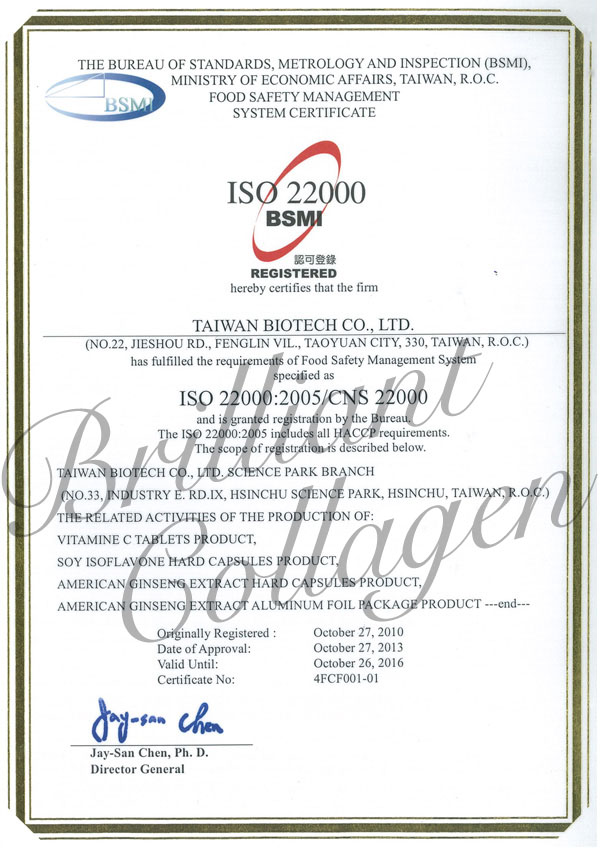 THE BUREAU OF STANDARDS, METROLOGY AND INSPECTION (BSMI),
MINISTRY OF ECONOMIC AFFAIRS, TAIWAN, R.O.C.
FOOD SAFETY MANAGEMENT
SYSTEM CERTIFICATE
BSMI
ISO 22000
BSMI
認可登錄
REGISTERED
hereby certifies that the firm
TAIWAN BIOTECH CO., LTD.
(NO.22, JIESHOU RD., FENGLIN VIL., TAOYUAN CITY, 330, TAIWAN, R.O.C.)
has fulfilled the requirements of Food Safety Management System
specified as
ISO 22000:2005/CNS 22000
and is granted registration by the Bureau.
The ISO 22000:2005 includes all HACCP requirements.
The scope of registration is described below.
TAIWAN BIOTECH CO., LTD. SCIENCE PARK BRANCH
(NO.33, INDUSTRY E. RD.IX, HSINCHU SCIENCE PARK, HSINCHU, TAIWAN, R.O.C.)
THE RELATED ACTIVITIES OF THE PRODUCTION OF:
VITAMINE C TABLETS PRODUCT,
SOY ISOFLAVONE HARD CAPSULES PRODUCT,
AMERICAN GINSENG EXTRACT HARD CAPSULES PRODUCT,
AMERICAN GINSENG EXTRACT ALUMINUM FOIL PACKAGE PRODUCT ---end---
Brilliant
Collagen
Originally Registered : October 27, 2010
Date of Approval: October 27, 2013
Valid Until: October 26, 2016
Certificate No: 4FCF001-01
Jay-san Chen
Jay-San Chen, Ph. D.
Director General